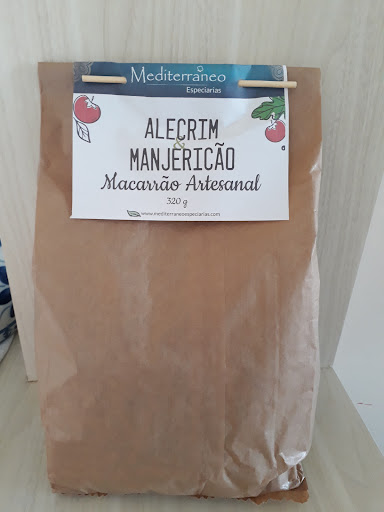 Mediterrâneo
Especiarias
ALECRIM
&
MANJERICÃO
Macarrão Artesanal
320 g
www.mediterraneoespeciarias.com